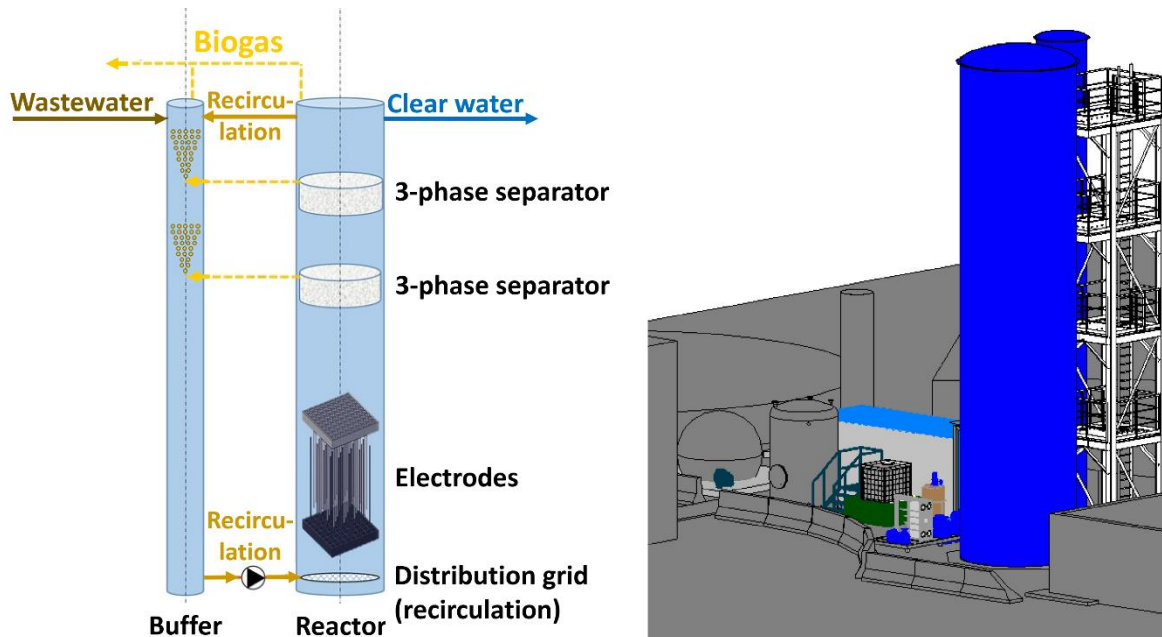 Biogas
Wastewater
Recircu-
lation
Clear water
3-phase separator
3-phase separator
Electrodes
Recircu-
lation
Distribution grid
(recirculation)
Buffer
Reactor